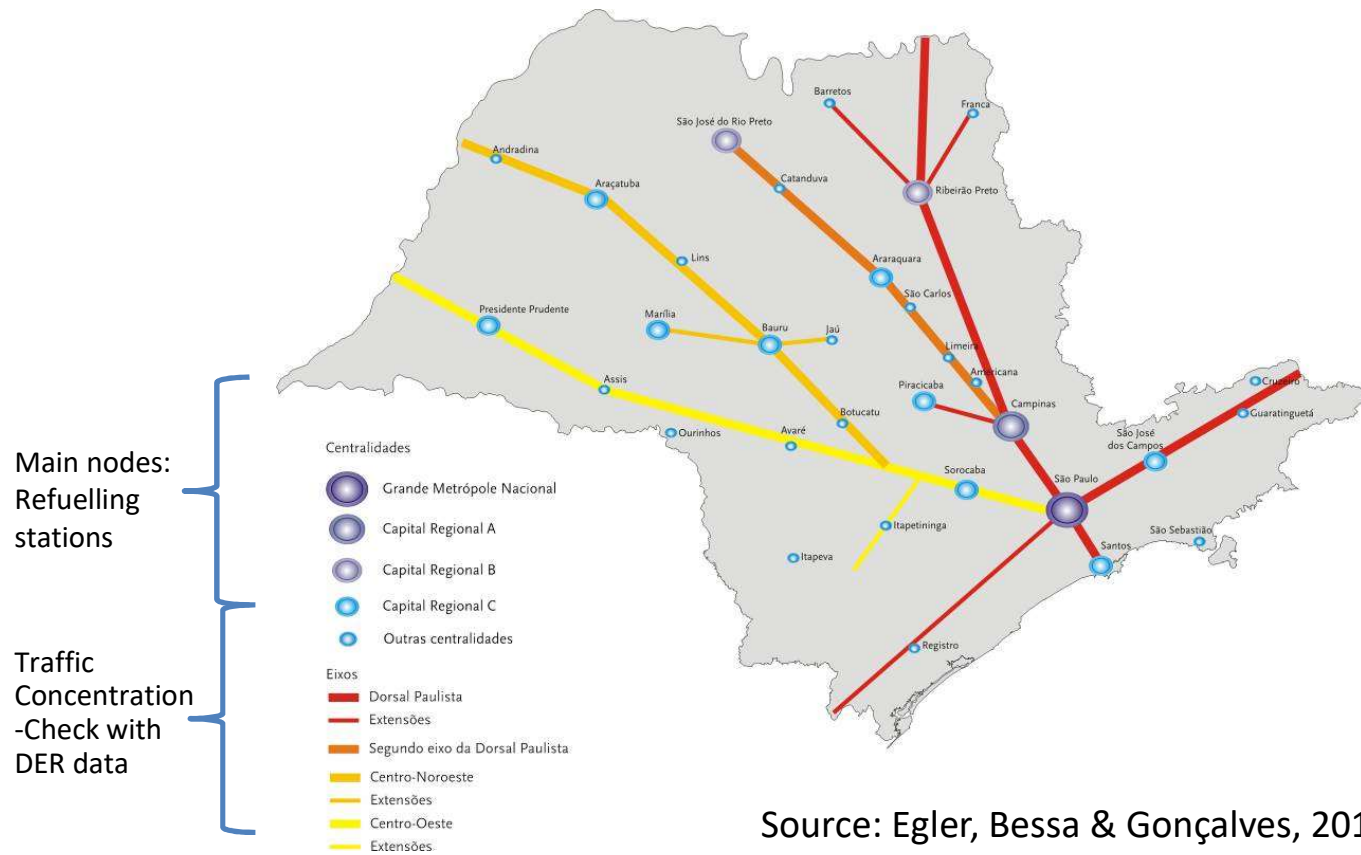 Barretos
Franca
São José do Rio Preto
Andradina
Catanduva
Ribeirão Preto
Araçatuba
Lins
Araraquara
São Carlos
Presidente Prudente
Marília
Bauru
Jaú
Limeira
Americana
Assis
Piracicaba
Campinas
Cruzeiro
Guaratinguetá
Botucatu
Ourinhos
Avaré
São José
dos Campos
Sorocaba
São Paulo
Itapetininga
São Sebastião
Itapeva
Santos
Registro
Main nodes:
Refuelling
stations
Traffic
Concentration
-Check with
DER data
Centralidades
Grande Metrópole Nacional
Capital Regional A
Capital Regional B
Capital Regional C
Outras centralidades
Eixos
Dorsal Paulista
Extensões
Segundo eixo da Dorsal Paulista
Centro-Noroeste
Extensões
Centro-Oeste
Extensões
Source: Egler, Bessa & Gonçalves, 201